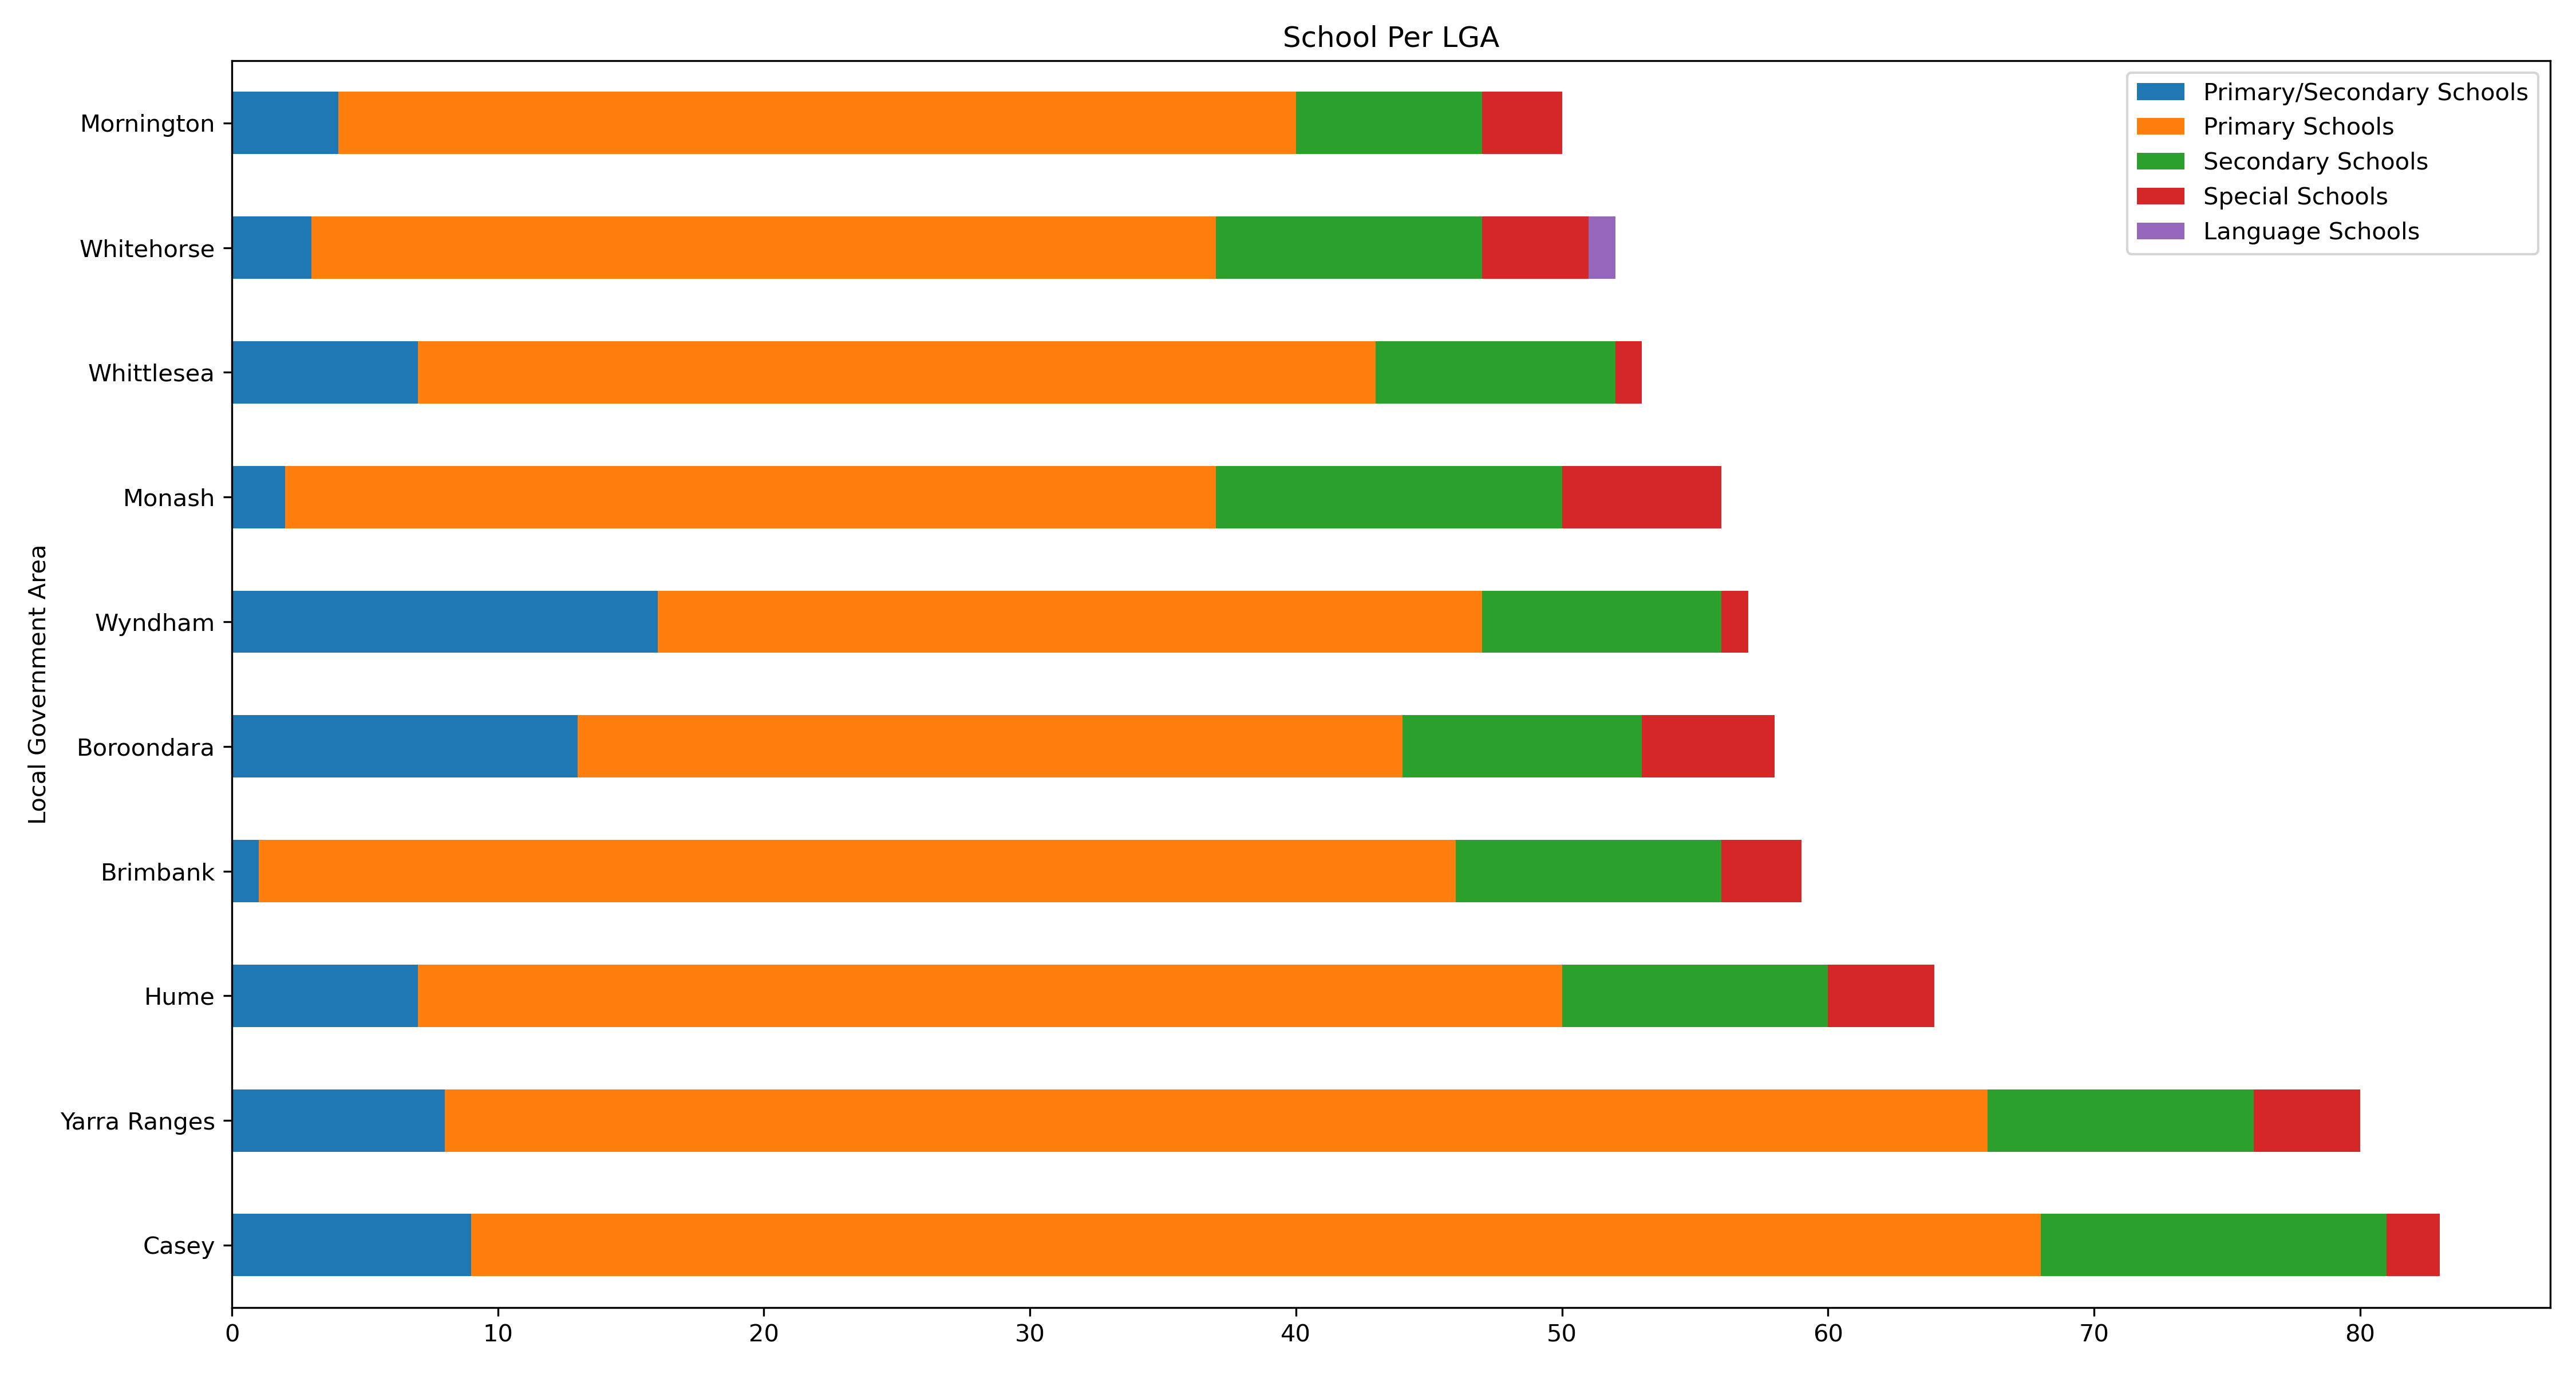 School Per LGA
Primary/Secondary Schools
Primary Schools
Secondary Schools
Special Schools
Language Schools
Local Government Area
Mornington
Whitehorse
Whittlesea
Monash
Wyndham
Boroondara
Brimbank
Hume
Yarra Ranges
Casey
0 10 20 30 40 50 60 70 80